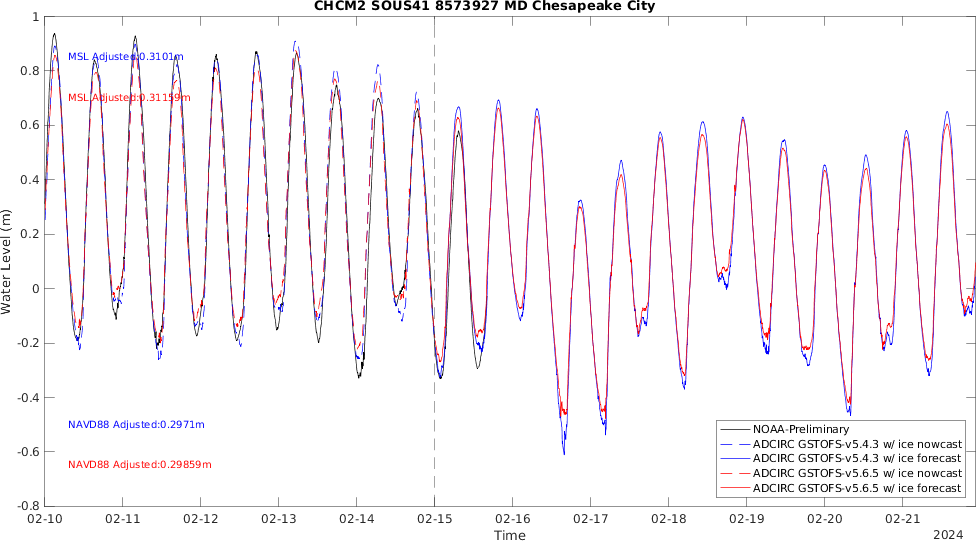 CHCM2 SOUS41 8573927 MD Chesapeake City
Water Level (m)
1
0.8
0.6
0.4
0.2
0
-0.2
-0.4
-0.6
-0.8
MSL Adjusted:0.3101m
MSL Adjusted:0.31159m
NAVD88 Adjusted:0.2971m
NAVD88 Adjusted:0.29859m
NOAA-Preliminary
ADCIRC GSTOFS-v5.4.3 w/ ice nowcast
ADCIRC GSTOFS-v5.4.3 w/ ice forecast
ADCIRC GSTOFS-v5.6.5 w/ ice nowcast
ADCIRC GSTOFS-v5.6.5 w/ ice forecast
02-10 02-11 02-12 02-13 02-14 02-15 02-16 02-17 02-18 02-19 02-20 02-21
Time
2024